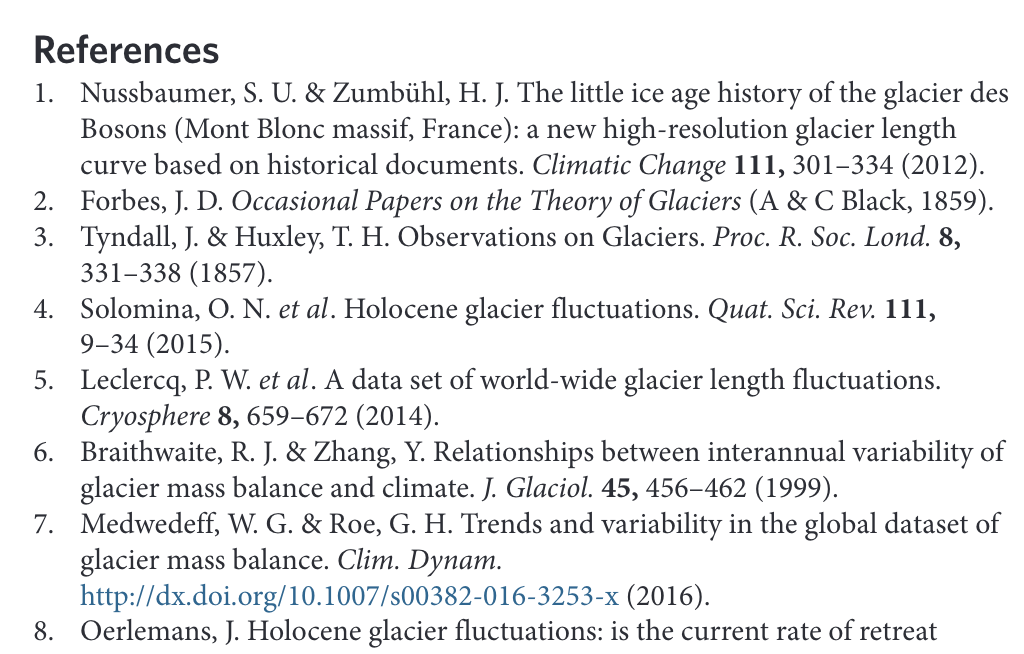 References
1. Nussbaumer, S. U. & Zumbühl, H. J. The little ice age history of the glacier des
Bosons (Mont Blonc massif, France): a new high-resolution glacier length
curve based on historical documents. Climatic Change 111, 301–334 (2012).
2. Forbes, J. D. Occasional Papers on the Theory of Glaciers (A & C Black, 1859).
3. Tyndall, J. & Huxley, T. H. Observations on Glaciers. Proc. R. Soc. Lond. 8,
331–338 (1857).
4. Solomina, O. N. et al. Holocene glacier fluctuations. Quat. Sci. Rev. 111,
9–34 (2015).
5. Leclercq, P. W. et al. A data set of world-wide glacier length fluctuations.
Cryosphere 8, 659–672 (2014).
6. Braithwaite, R. J. & Zhang, Y. Relationships between interannual variability of
glacier mass balance and climate. J. Glaciol. 45, 456–462 (1999).
7. Medwedeff, W. G. & Roe, G. H. Trends and variability in the global dataset of
glacier mass balance. Clim. Dynam.
http://dx.doi.org/10.1007/s00382-016-3253-x (2016).
8. Oerlemans, J. Holocene glacier fluctuations: is the current rate of retreat